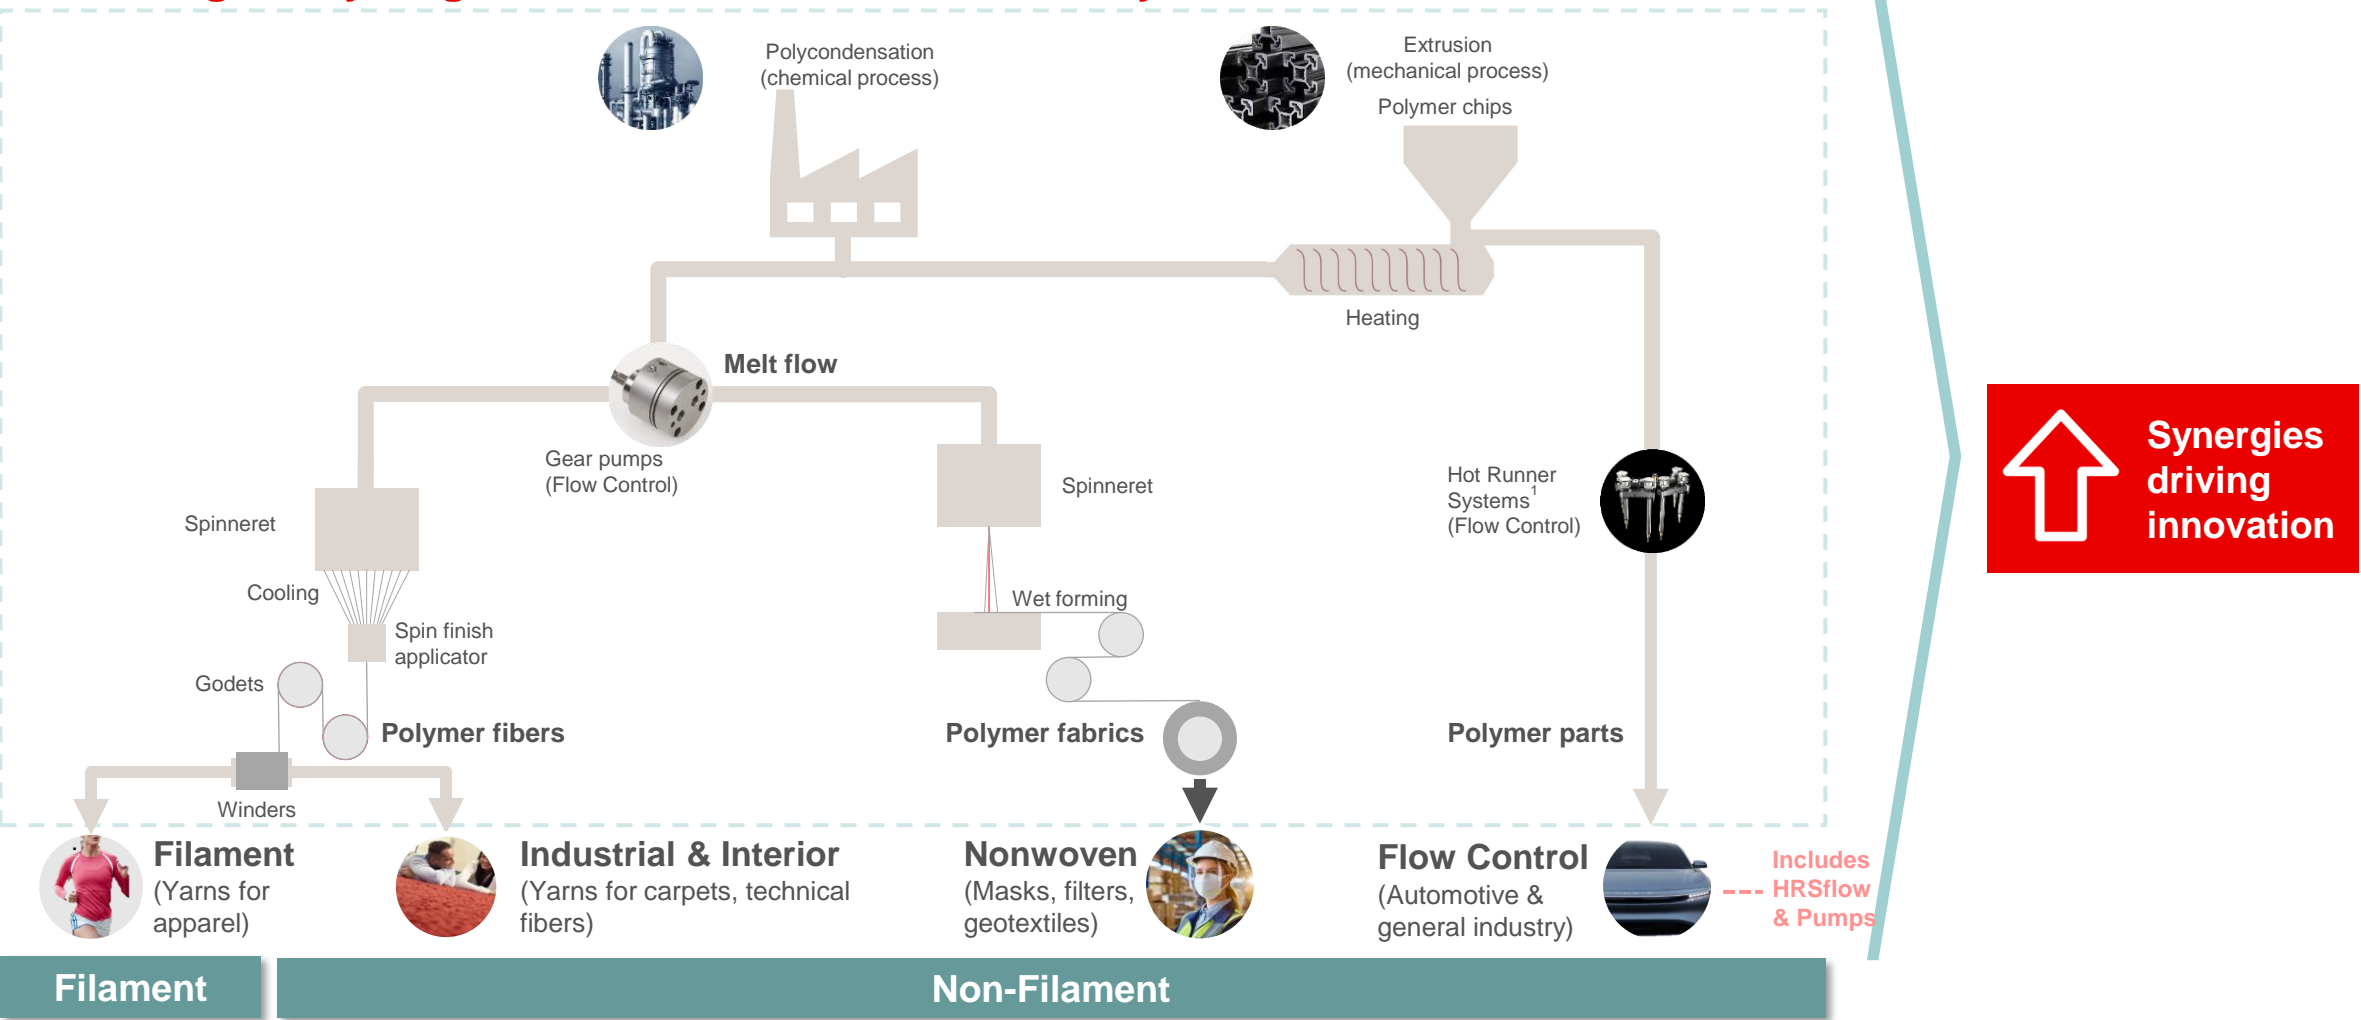 Polycondensation
(chemical process)
Extrusion
(mechanical process)
Polymer chips
Heating
Melt flow
Gear pumps
(Flow Control)
Spinneret
Cooling
Spin finish
applicator
Godets
Polymer fibers
Winders
Spinneret
Wet forming
Polymer fabrics
Hot Runner
Systems1
(Flow Control)
Polymer parts
Synergies
driving
innovation
Filament
(Yarns for
apparel)
Industrial & Interior
(Yarns for carpets, technical
fibers)
Nonwoven
(Masks, filters,
geotextiles)
Flow Control
(Automotive &
general industry)
Includes
HRSflow
& Pumps
Filament
Non-Filament